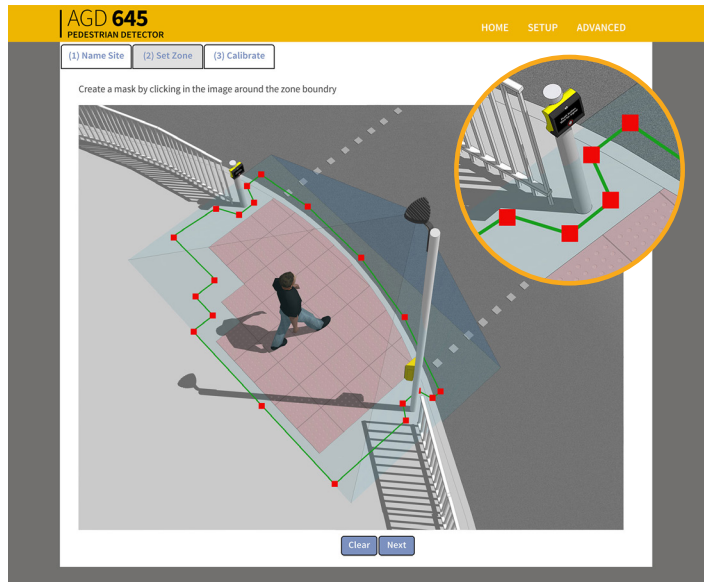 AGD 645
PEDESTRIAN DETECTOR
HOME SETUP ADVANCED
(1) Name Site (2) Set Zone (3) Calibrate
Create a mask by clicking in the image around the zone boundry
Clear Next